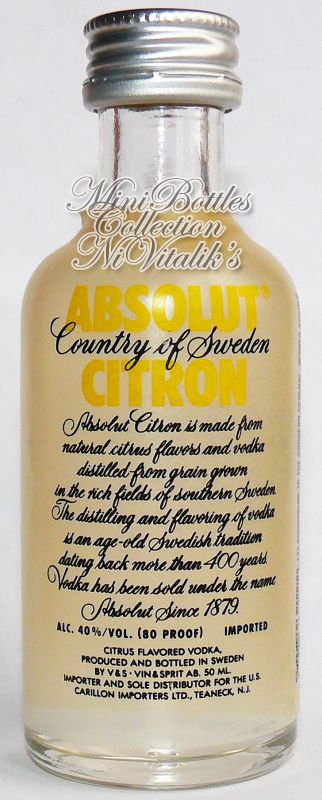 Mini Bottles
Collection
NiVitalik's
ABSOLUT®
Country of Sweden
CITRON
Absolut Citron is made from
natural citrus flavors and vodka
distilled from grain grown
in the rich fields of southern Sweden.
The distilling and flavoring of vodka
is an age-old Swedish tradition
dating back more than 400 years.
Vodka has been sold under the name
Absolut Since 1879.
ALC. 40%/VOL. (80 PROOF) IMPORTED
CITRUS FLAVORED VODKA,
PRODUCED AND BOTTLED IN SWEDEN
BY V&S · VIN&SPRIT AB. 50 ML.
IMPORTER AND SOLE DISTRIBUTOR FOR THE U.S.
CARILLON IMPORTERS LTD., TEANECK, N.J.